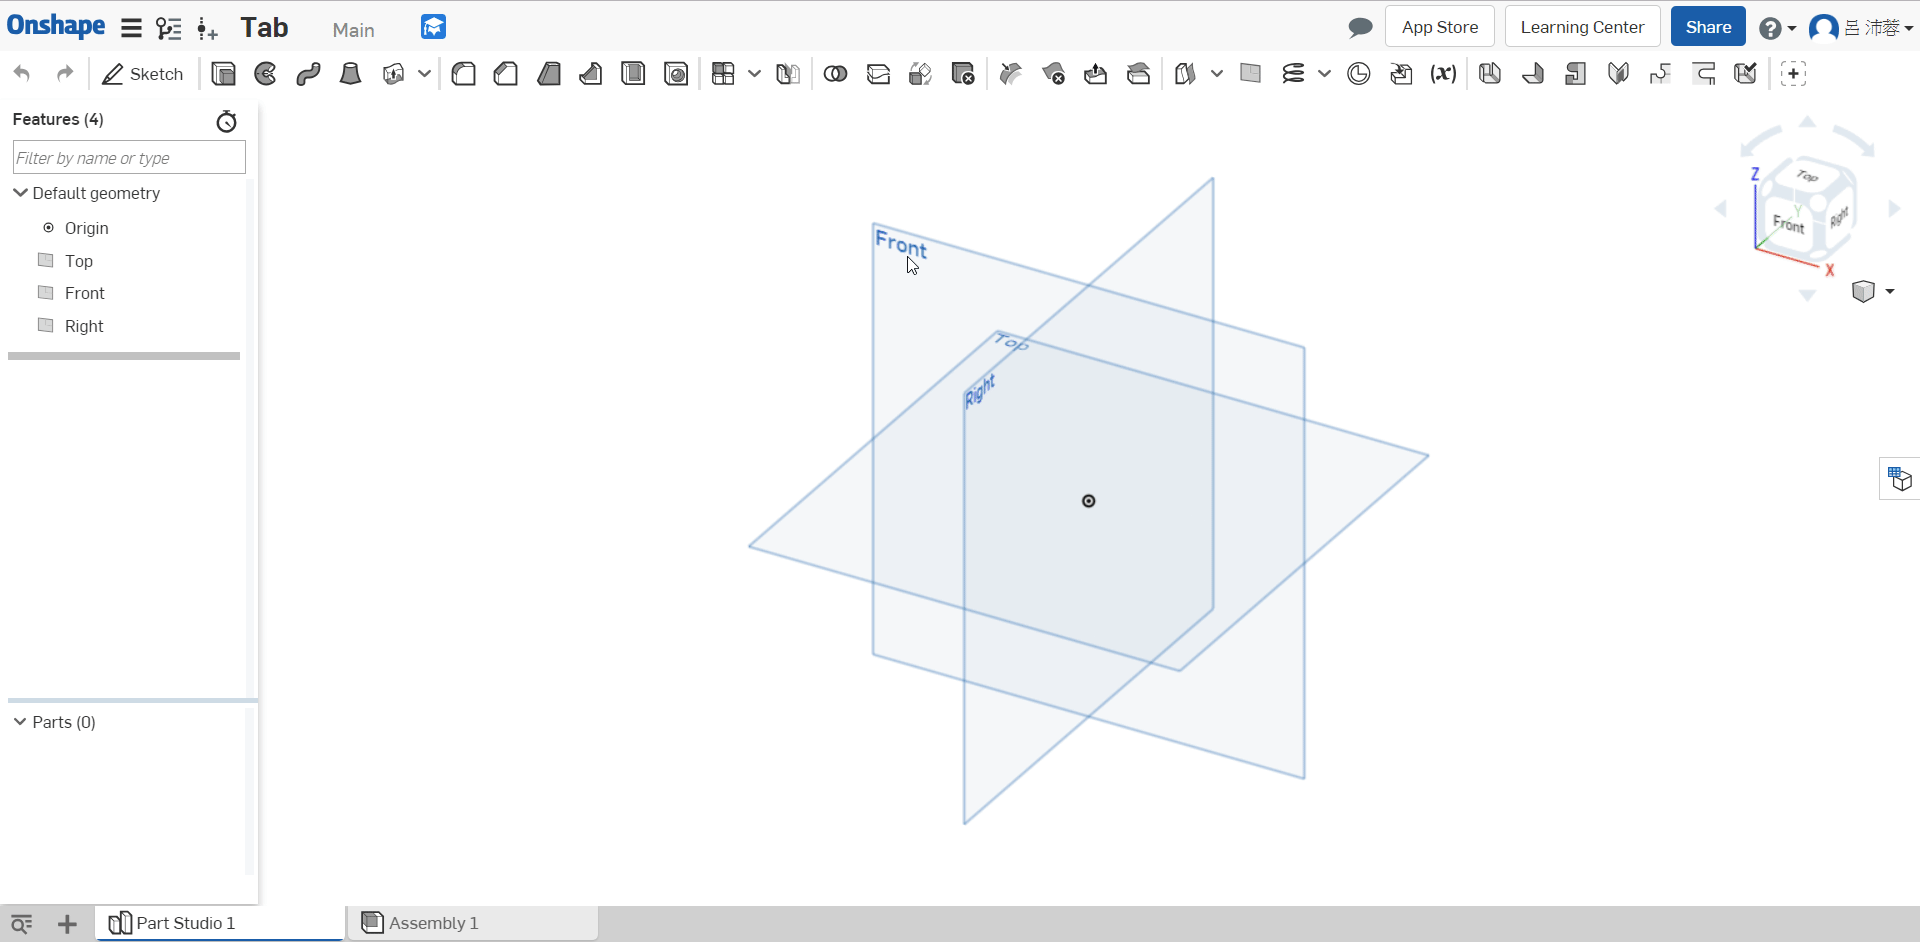 Onshape Tab Main App Store Learning Center Share 呂 沛蓉
Sketch (x)
Features (4)
Filter by name or type
Default geometry
Origin
Top
Front
Right
Parts (0)
Front
Top
Right
Z
Top
Y
Front
Right
X
Part Studio 1 Assembly 1